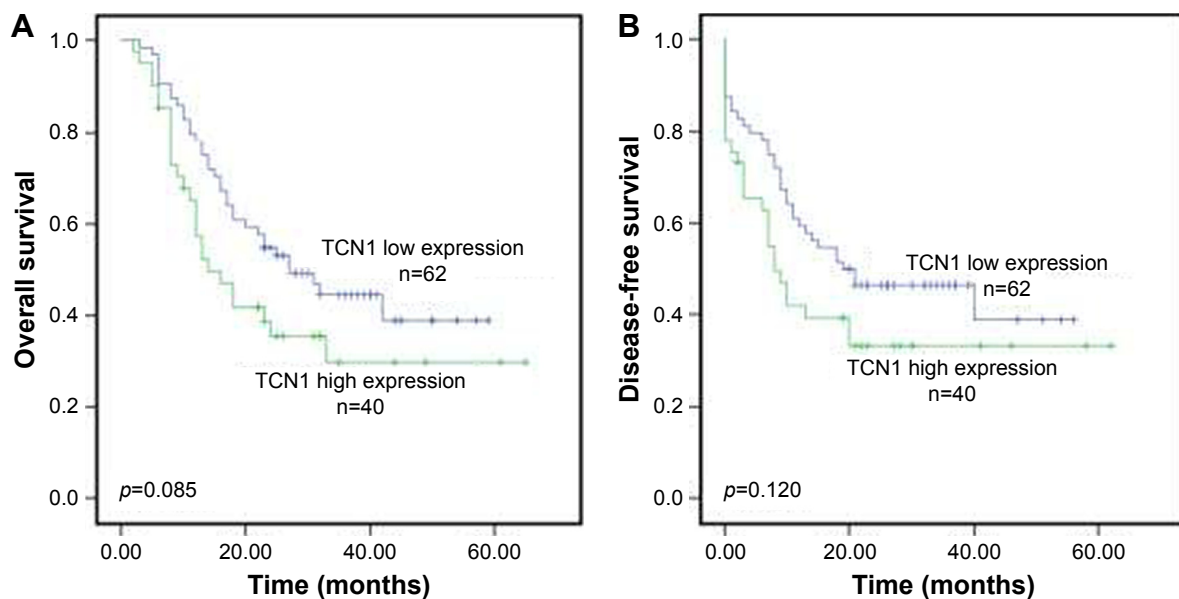 A
Overall survival
1.0
0.8
0.6
0.4
0.2
0.0
TCN1 low expression
n=62
TCN1 high expression
n=40
p=0.085
0.00 20.00 40.00 60.00
Time (months)
B
Disease-free survival
1.0
0.8
0.6
0.4
0.2
0.0
TCN1 low expression
n=62
TCN1 high expression
n=40
p=0.120
0.00 20.00 40.00 60.00
Time (months)